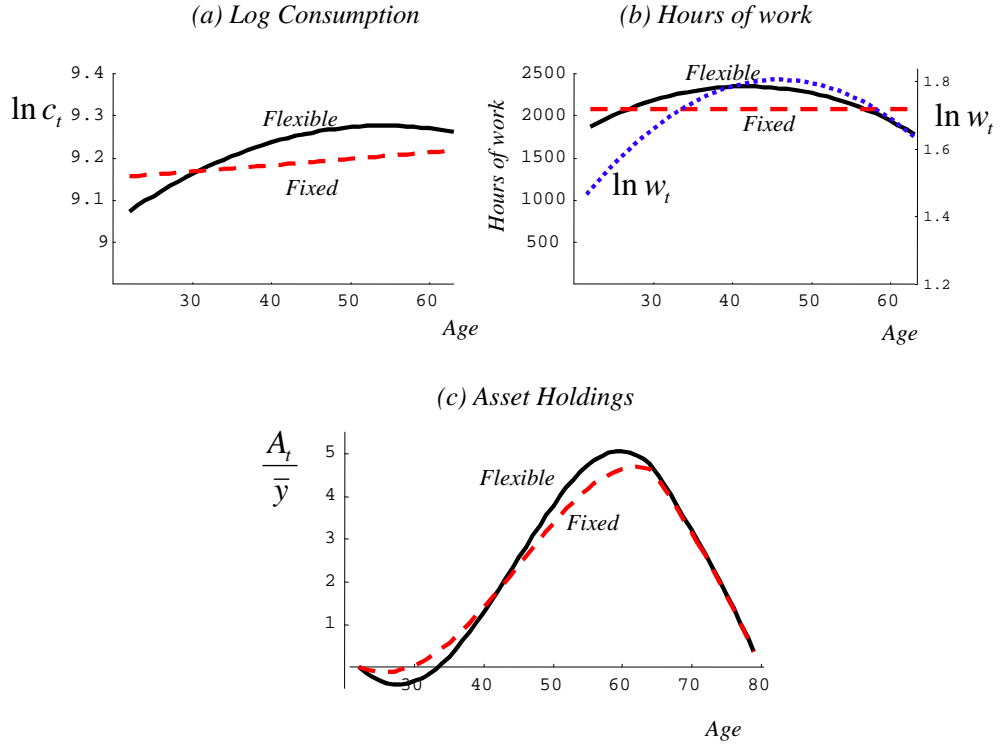 (a) Log Consumption
9.4
9.3
9.2
9.1
9
ln c_t
Flexible
Fixed
30 40 50 60
Age
(b) Hours of work
2500
2000
1500
1000
500
Hours of work
Flexible
Fixed
ln w_t
1.8
1.6
1.4
1.2
ln w_t
30 40 50 60
Age
(c) Asset Holdings
A_t
y̅
5
4
3
2
1
Flexible
Fixed
30 40 50 60 70 80
Age